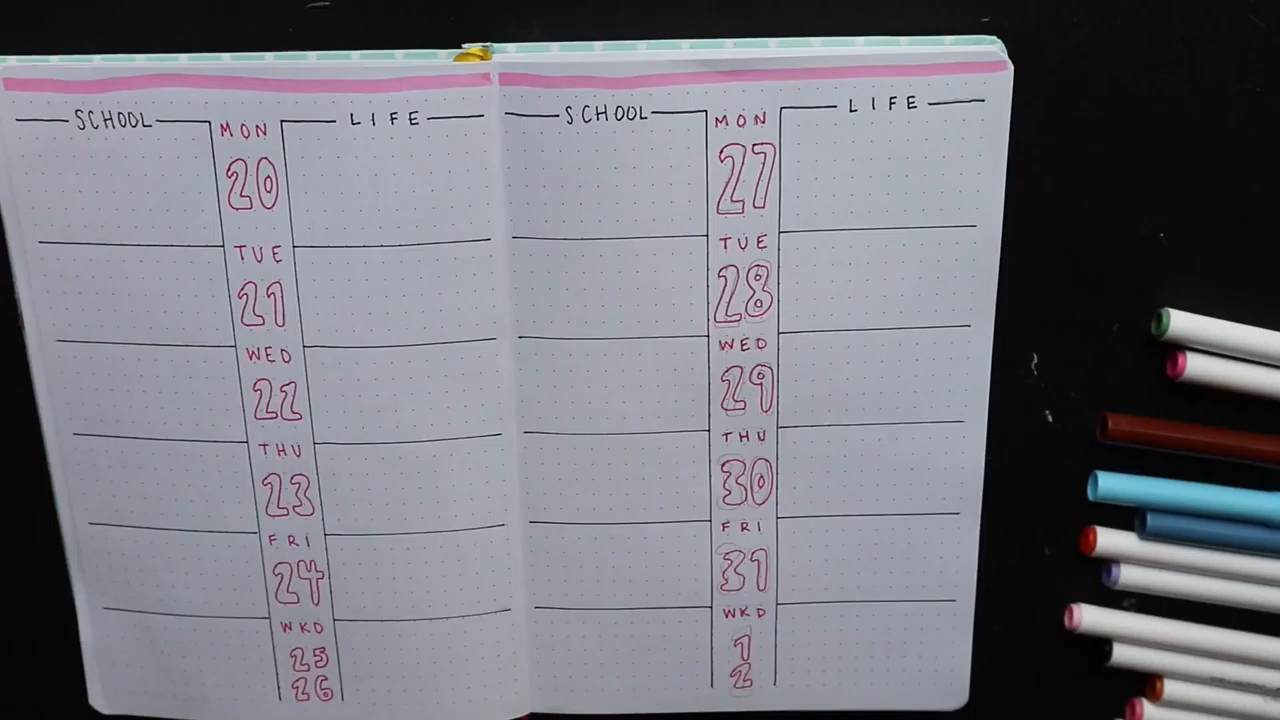 SCHOOL MON LIFE
20
TUE
21
WED
22
THU
23
FRI
24
WKD
25
26
SCHOOL MON LIFE
27
TUE
28
WED
29
THU
30
FRI
31
WKD
1
2